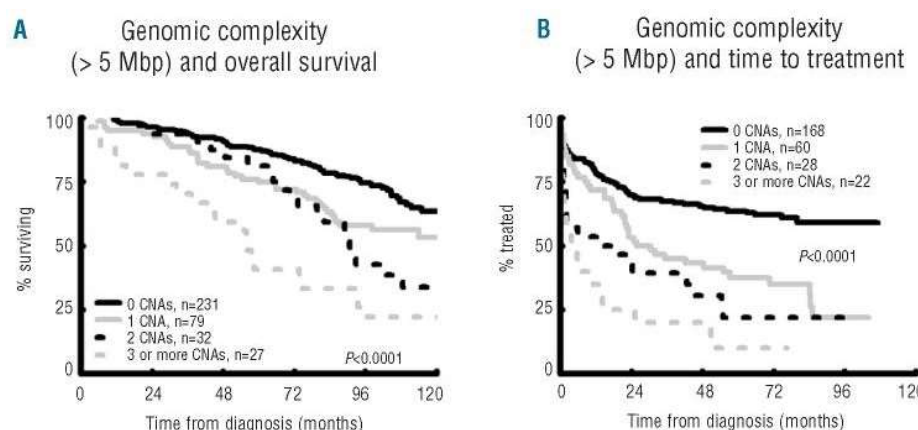 A
Genomic complexity
(> 5 Mbp) and overall survival
% surviving
100
75
50
25
0
0 CNAs, n=231
1 CNA, n=79
2 CNAs, n=32
3 or more CNAs, n=27
P<0.0001
0 24 48 72 96 120
Time from diagnosis (months)
B
Genomic complexity
(> 5 Mbp) and time to treatment
% treated
100
75
50
25
0
0 CNAs, n=168
1 CNA, n=60
2 CNAs, n=28
3 or more CNAs, n=22
P<0.0001
0 24 48 72 96 120
Time from diagnosis (months)